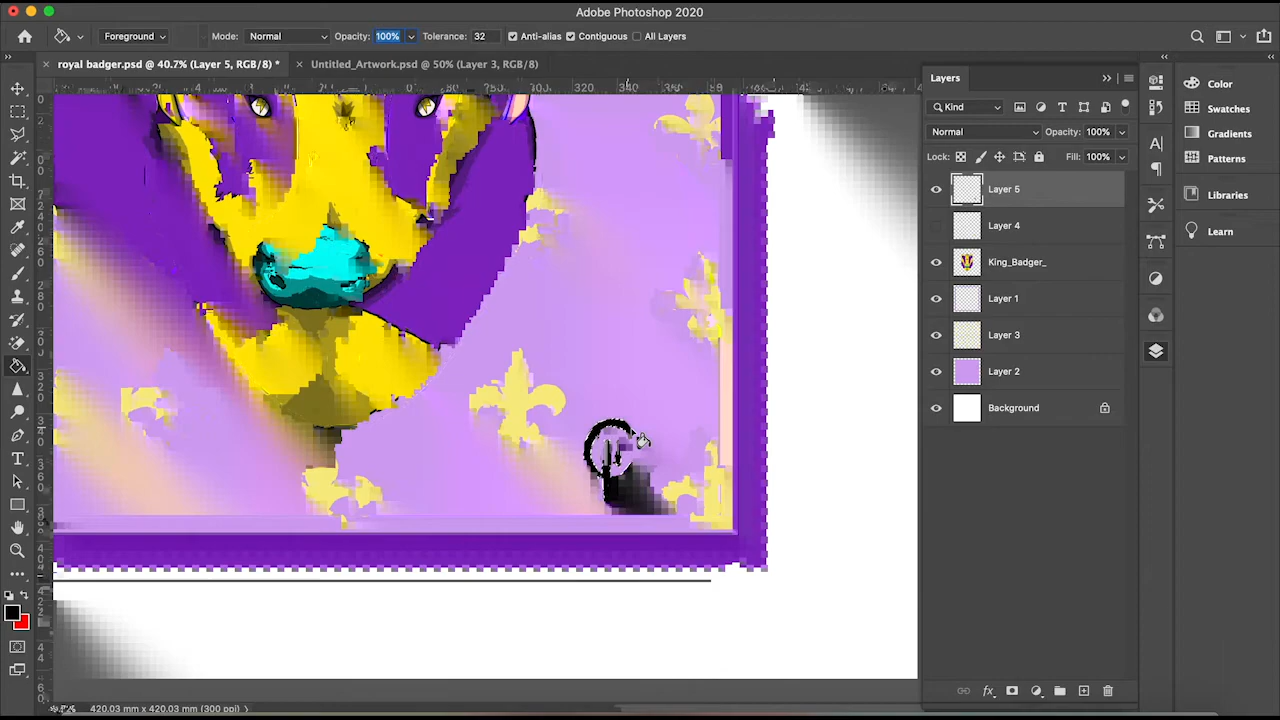 Adobe Photoshop 2020
Foreground Mode: Normal Opacity: 100% Tolerance: 32 Anti-alias Contiguous All Layers
royal badger.psd @ 40.7% (Layer 5, RGB/8) * Untitled_Artwork.psd @ 50% (Layer 3, RGB/8)
Layers
Kind
Normal Opacity: 100%
Lock: Fill: 100%
Layer 5
Layer 4
King_Badger_
Layer 1
Layer 3
Layer 2
Background
Color
Swatches
Gradients
Patterns
Libraries
Learn
420.03 mm x 420.03 mm (300 ppi)